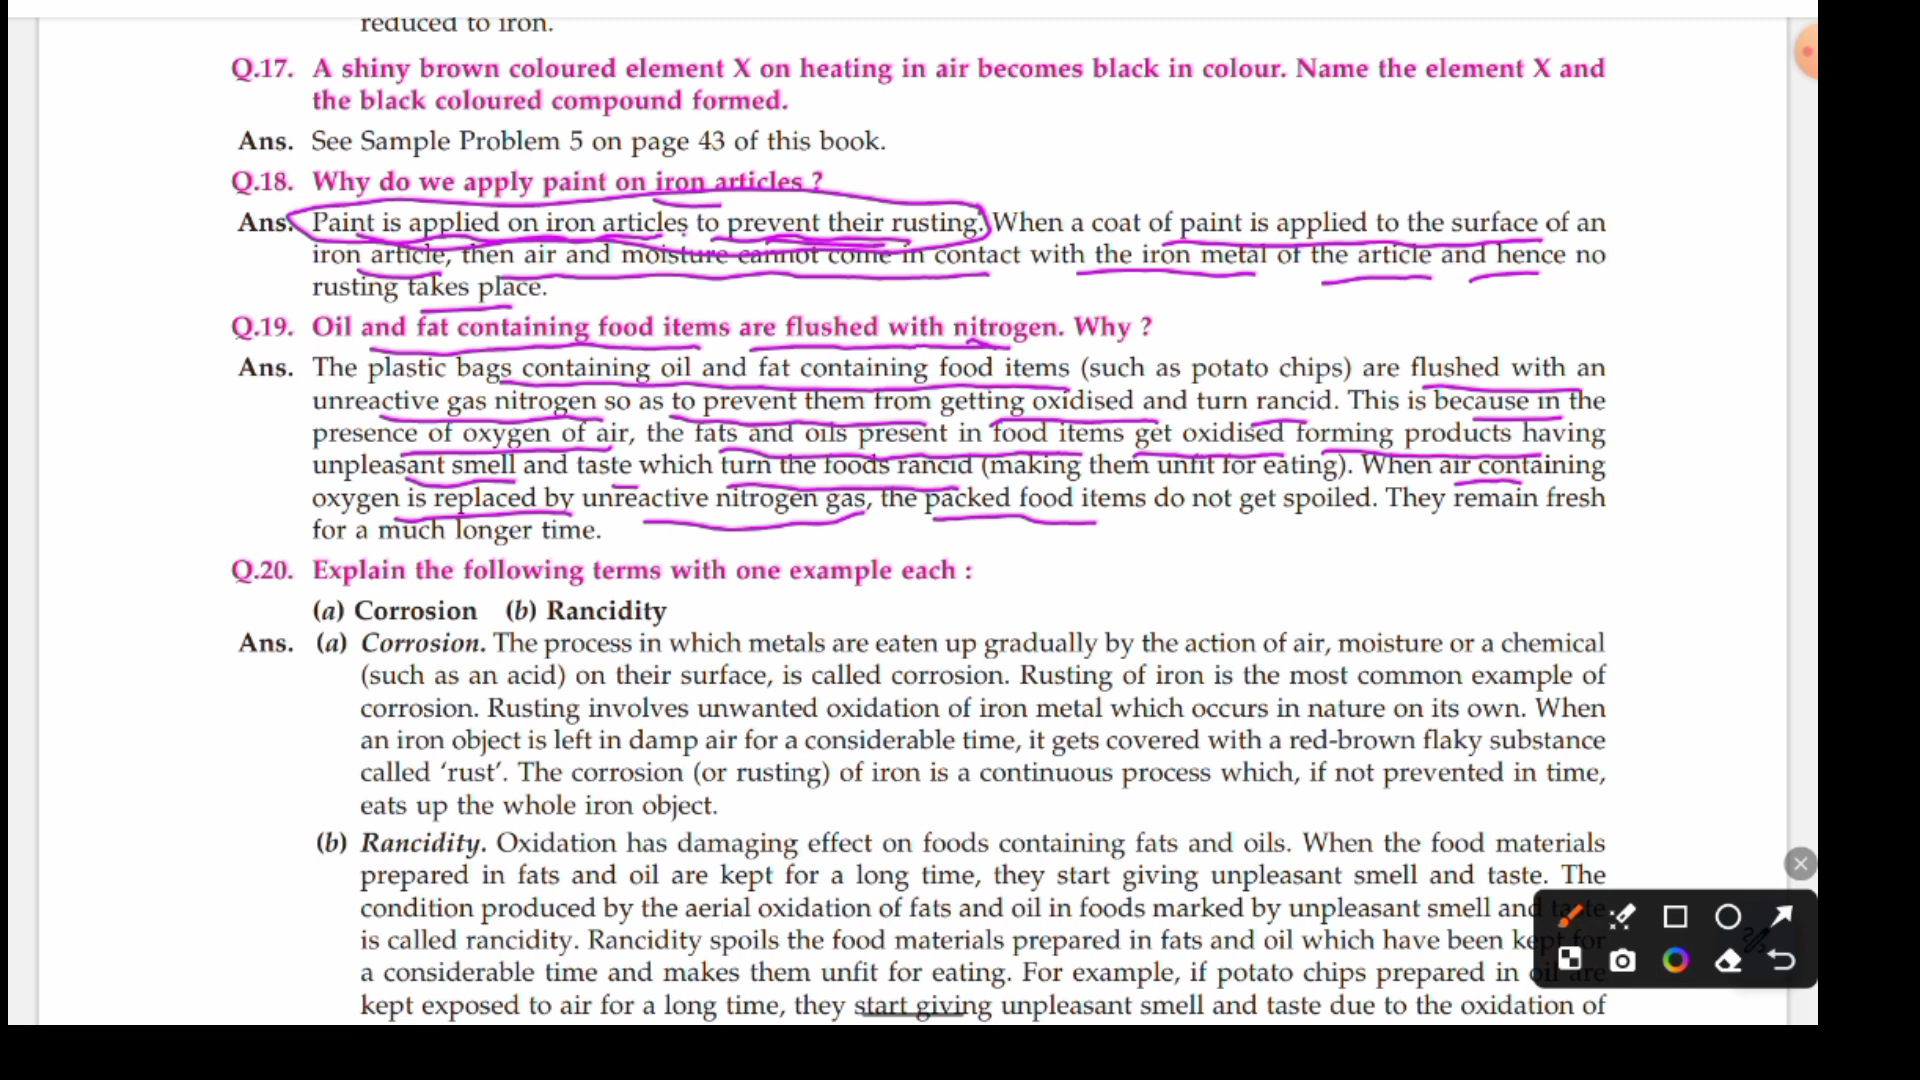 reduced to iron.
Q.17. A shiny brown coloured element X on heating in air becomes black in colour. Name the element X and
the black coloured compound formed.
Ans. See Sample Problem 5 on page 43 of this book.
Q.18. Why do we apply paint on iron articles ?
Ans. Paint is applied on iron articles to prevent their rusting. When a coat of paint is applied to the surface of an
iron article, then air and moisture cannot come in contact with the iron metal of the article and hence no
rusting takes place.
Q.19. Oil and fat containing food items are flushed with nitrogen. Why ?
Ans. The plastic bags containing oil and fat containing food items (such as potato chips) are flushed with an
unreactive gas nitrogen so as to prevent them from getting oxidised and turn rancid. This is because in the
presence of oxygen of air, the fats and oils present in food items get oxidised forming products having
unpleasant smell and taste which turn the foods rancid (making them unfit for eating). When air containing
oxygen is replaced by unreactive nitrogen gas, the packed food items do not get spoiled. They remain fresh
for a much longer time.
Q.20. Explain the following terms with one example each :
(a) Corrosion (b) Rancidity
Ans. (a) Corrosion. The process in which metals are eaten up gradually by the action of air, moisture or a chemical
(such as an acid) on their surface, is called corrosion. Rusting of iron is the most common example of
corrosion. Rusting involves unwanted oxidation of iron metal which occurs in nature on its own. When
an iron object is left in damp air for a considerable time, it gets covered with a red-brown flaky substance
called ‘rust’. The corrosion (or rusting) of iron is a continuous process which, if not prevented in time,
eats up the whole iron object.
(b) Rancidity. Oxidation has damaging effect on foods containing fats and oils. When the food materials
prepared in fats and oil are kept for a long time, they start giving unpleasant smell and taste. The
condition produced by the aerial oxidation of fats and oil in foods marked by unpleasant smell and taste
is called rancidity. Rancidity spoils the food materials prepared in fats and oil which have been kept for
a considerable time and makes them unfit for eating. For example, if potato chips prepared in oil are
kept exposed to air for a long time, they start giving unpleasant smell and taste due to the oxidation of